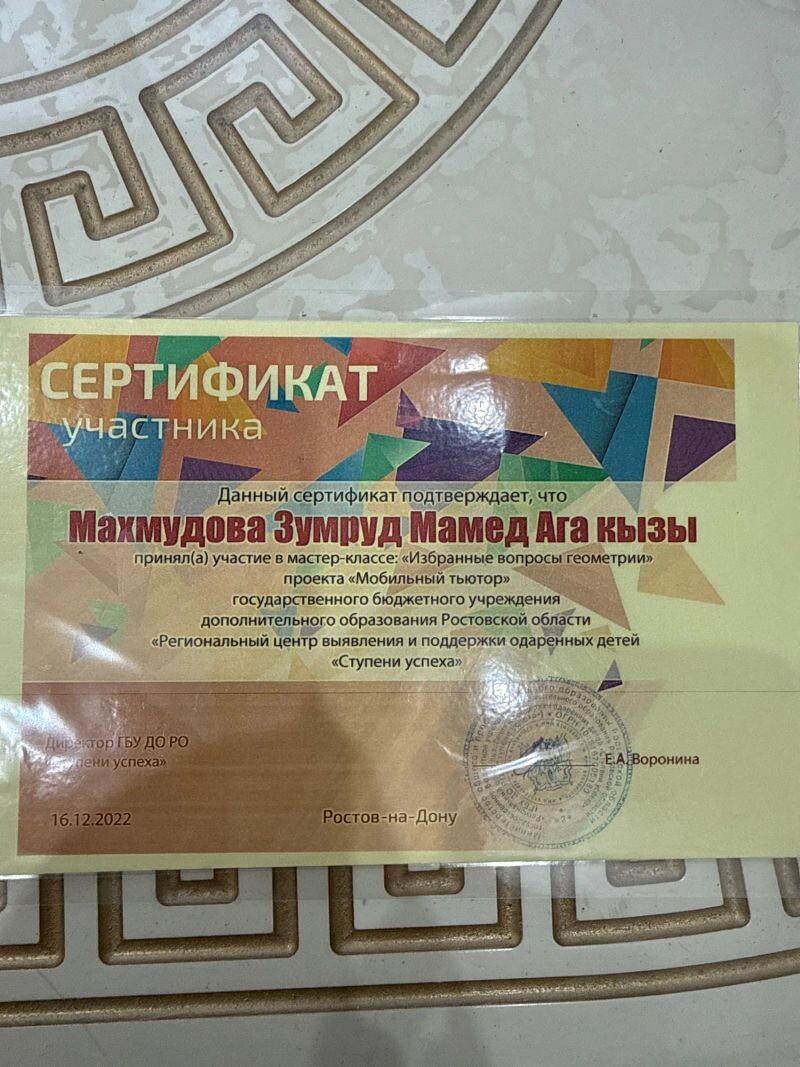 СЕРТИФИКАТ
участника
Данный сертификат подтверждает, что
Махмудова Зумруд Мамед Ага кызы
принял(а) участие в мастер-классе: «Избранные вопросы геометрии»
проекта «Мобильный тьютор»
государственного бюджетного учреждения
дополнительного образования Ростовской области
«Региональный центр выявления и поддержки одаренных детей
«Ступени успеха»
Директор ГБУ ДО РО
«Ступени успеха»
Е.А. Воронина
16.12.2022
Ростов-на-Дону